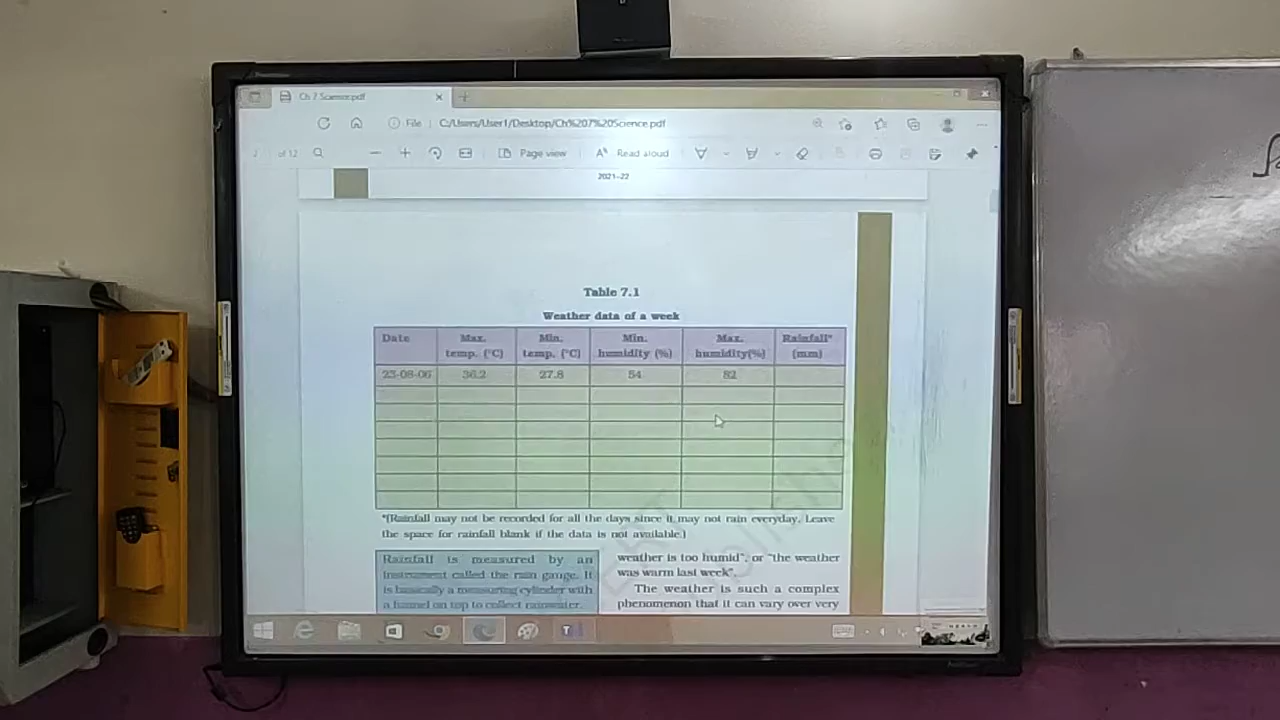 Ch 7 Science.pdf
File C:/Users/User1/Desktop/Ch%207%20Science.pdf
2 of 12 Page view Read aloud
2021–22
Table 7.1
Weather data of a week
Date Max. temp. (°C) Min. temp. (°C) Min. humidity (%) Max. humidity(%) Rainfall* (mm)
23-08-06 36.2 27.8 54 82
*(Rainfall may not be recorded for all the days since it may not rain everyday. Leave
the space for rainfall blank if the data is not available.)
Rainfall is measured by an
instrument called the rain gauge. It
is basically a measuring cylinder with
a funnel on top to collect rainwater.
weather is too humid", or "the weather
was warm last week".
The weather is such a complex
phenomenon that it can vary over very